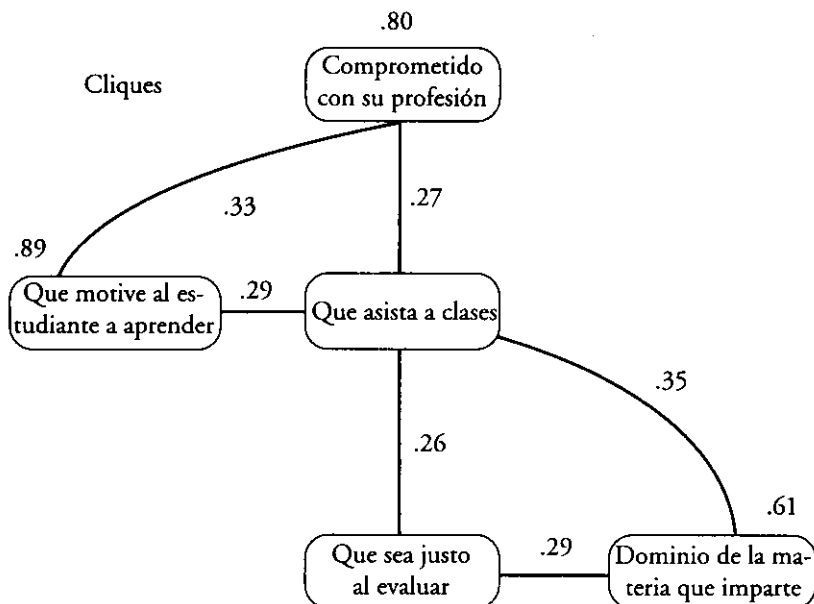 .80
Comprometido
con su profesión
Cliques
.33
.27
.89
Que motive al es-
tudiante a aprender
.29
Que asista a clases
.35
.26
.61
Que sea justo
al evaluar
.29
Dominio de la ma-
teria que imparte